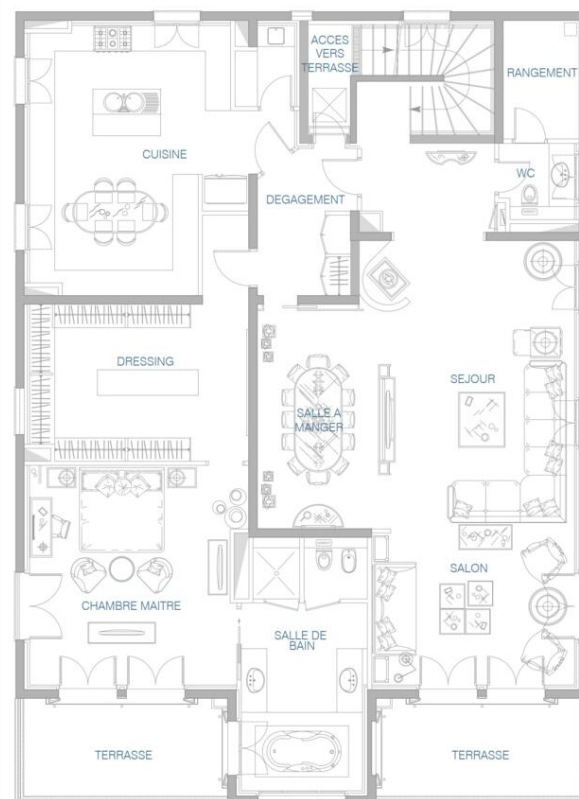 ACCES
VERS
TERRASSE
RANGEMENT
CUISINE
WC
DEGAGEMENT
DRESSING
SEJOUR
SALLE A
MANGER
SALON
CHAMBRE MAITRE
SALLE DE
BAIN
TERRASSE
TERRASSE